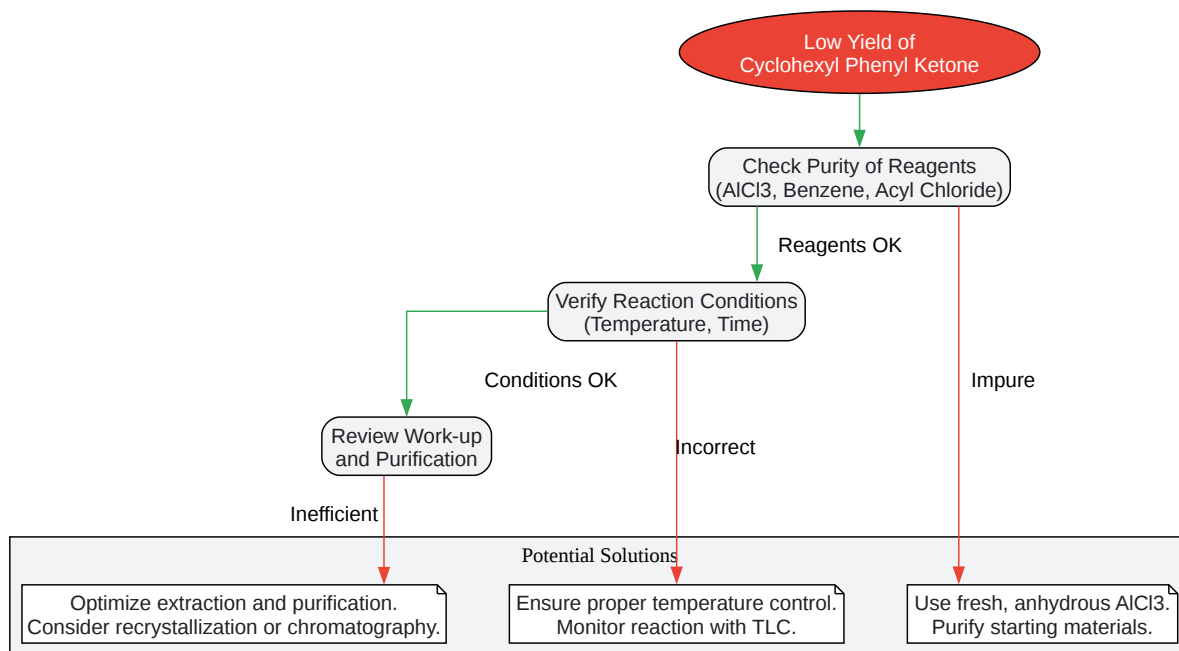 Low Yield of
Cyclohexyl Phenyl Ketone
Check Purity of Reagents
(AlCl3, Benzene, Acyl Chloride)
Reagents OK
Verify Reaction Conditions
(Temperature, Time)
Conditions OK
Impure
Review Work-up
and Purification
Incorrect
Inefficient
Potential Solutions
Optimize extraction and purification.
Consider recrystallization or chromatography.
Ensure proper temperature control.
Monitor reaction with TLC.
Use fresh, anhydrous AlCl3.
Purify starting materials.